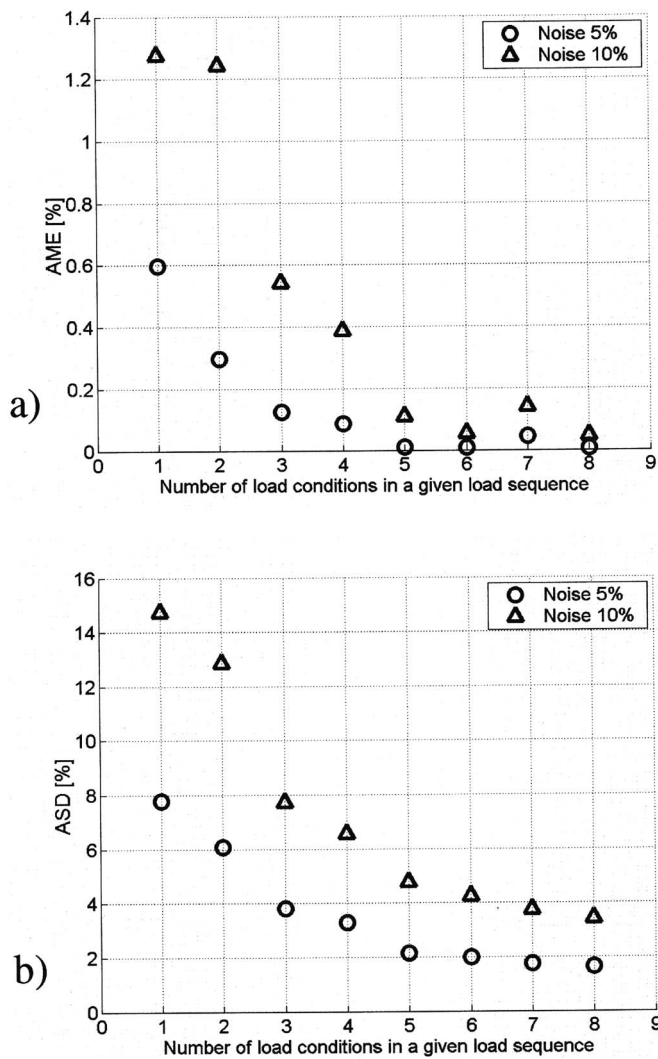 1.4
Noise 5%
Noise 10%
1.2
1
0.8
AME [%]
0.6
0.4
0.2
a)
0
0 1 2 3 4 5 6 7 8 9
Number of load conditions in a given load sequence
16
Noise 5%
Noise 10%
14
12
10
ASD [%]
8
6
4
b)
2
0
0 1 2 3 4 5 6 7 8 9
Number of load conditions in a given load sequence